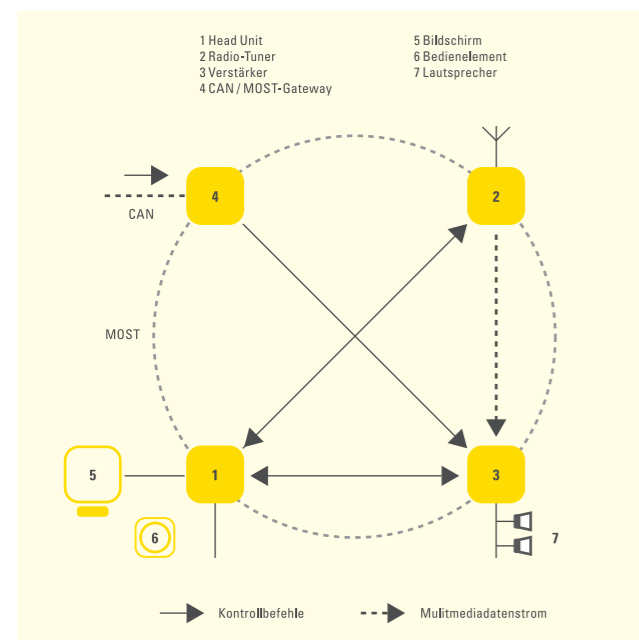 1 Head Unit
2 Radio-Tuner
3 Verstärker
4 CAN / MOST-Gateway
5 Bildschirm
6 Bedienelement
7 Lautsprecher
4
2
CAN
MOST
5
1
3
6
7
Kontrollbefehle
Mulitmediadatenstrom